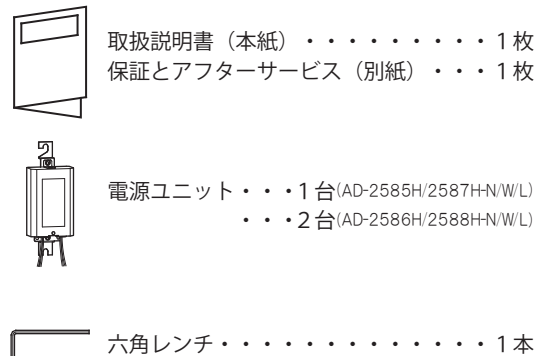 取扱説明書（本紙）・・・・・・・・・1枚
保証とアフターサービス（別紙）・・・1枚
電源ユニット・・・1台(AD-2585H/2587H-N/W/L)
・・・2台(AD-2586H/2588H-N/W/L)
六角レンチ・・・・・・・・・・・・・1本